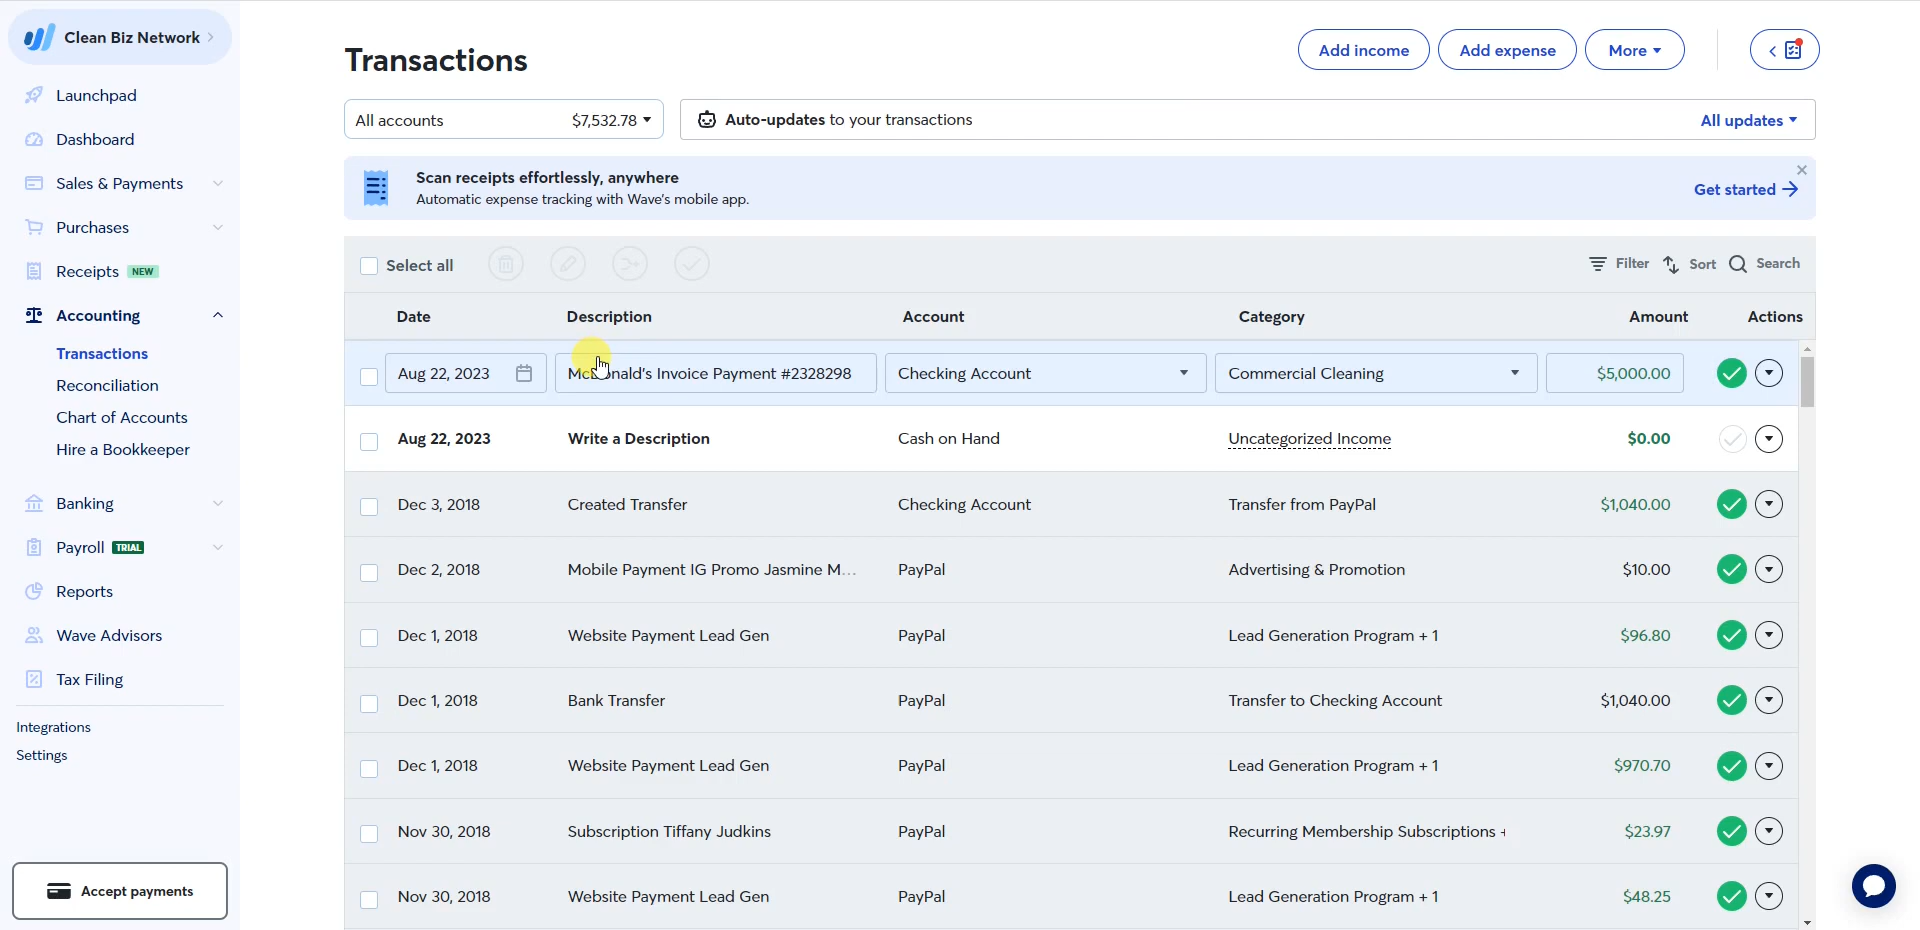 Clean Biz Network
Launchpad
Dashboard
Sales & Payments
Purchases
Receipts NEW
Accounting
Transactions
Reconciliation
Chart of Accounts
Hire a Bookkeeper
Banking
Payroll TRIAL
Reports
Wave Advisors
Tax Filing
Integrations
Settings
Accept payments
Transactions
Add income Add expense More
All accounts $7,532.78
Auto-updates to your transactions All updates
Scan receipts effortlessly, anywhere
Automatic expense tracking with Wave's mobile app.
Get started
Select all Filter Sort Search
Date Description Account Category Amount Actions
Aug 22, 2023 McDonald's Invoice Payment #2328298 Checking Account Commercial Cleaning $5,000.00
Aug 22, 2023 Write a Description Cash on Hand Uncategorized Income $0.00
Dec 3, 2018 Created Transfer Checking Account Transfer from PayPal $1,040.00
Dec 2, 2018 Mobile Payment IG Promo Jasmine M... PayPal Advertising & Promotion $10.00
Dec 1, 2018 Website Payment Lead Gen PayPal Lead Generation Program + 1 $96.80
Dec 1, 2018 Bank Transfer PayPal Transfer to Checking Account $1,040.00
Dec 1, 2018 Website Payment Lead Gen PayPal Lead Generation Program + 1 $970.70
Nov 30, 2018 Subscription Tiffany Judkins PayPal Recurring Membership Subscriptions + $23.97
Nov 30, 2018 Website Payment Lead Gen PayPal Lead Generation Program + 1 $48.25